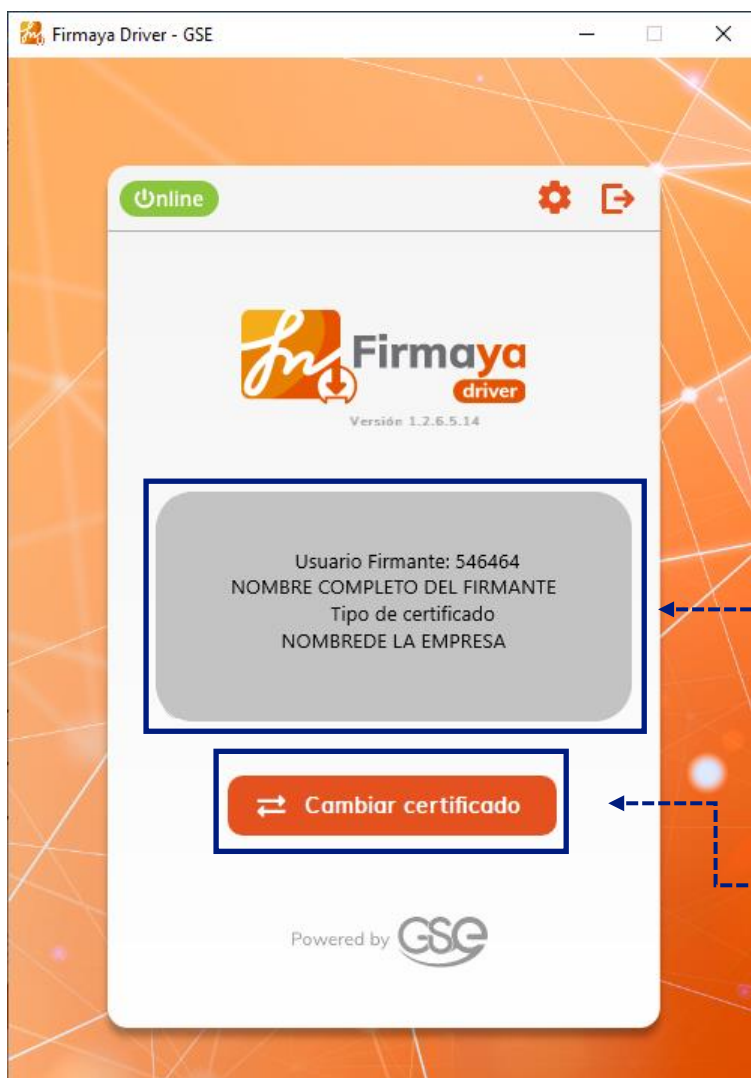 Firmaya Driver - GSE
Online
Firmaya
driver
Versión 1.2.6.5.14
Usuario Firmante: 546464
NOMBRE COMPLETO DEL FIRMANTE
Tipo de certificado
NOMBREDE LA EMPRESA
Cambiar certificado
Powered by GSE